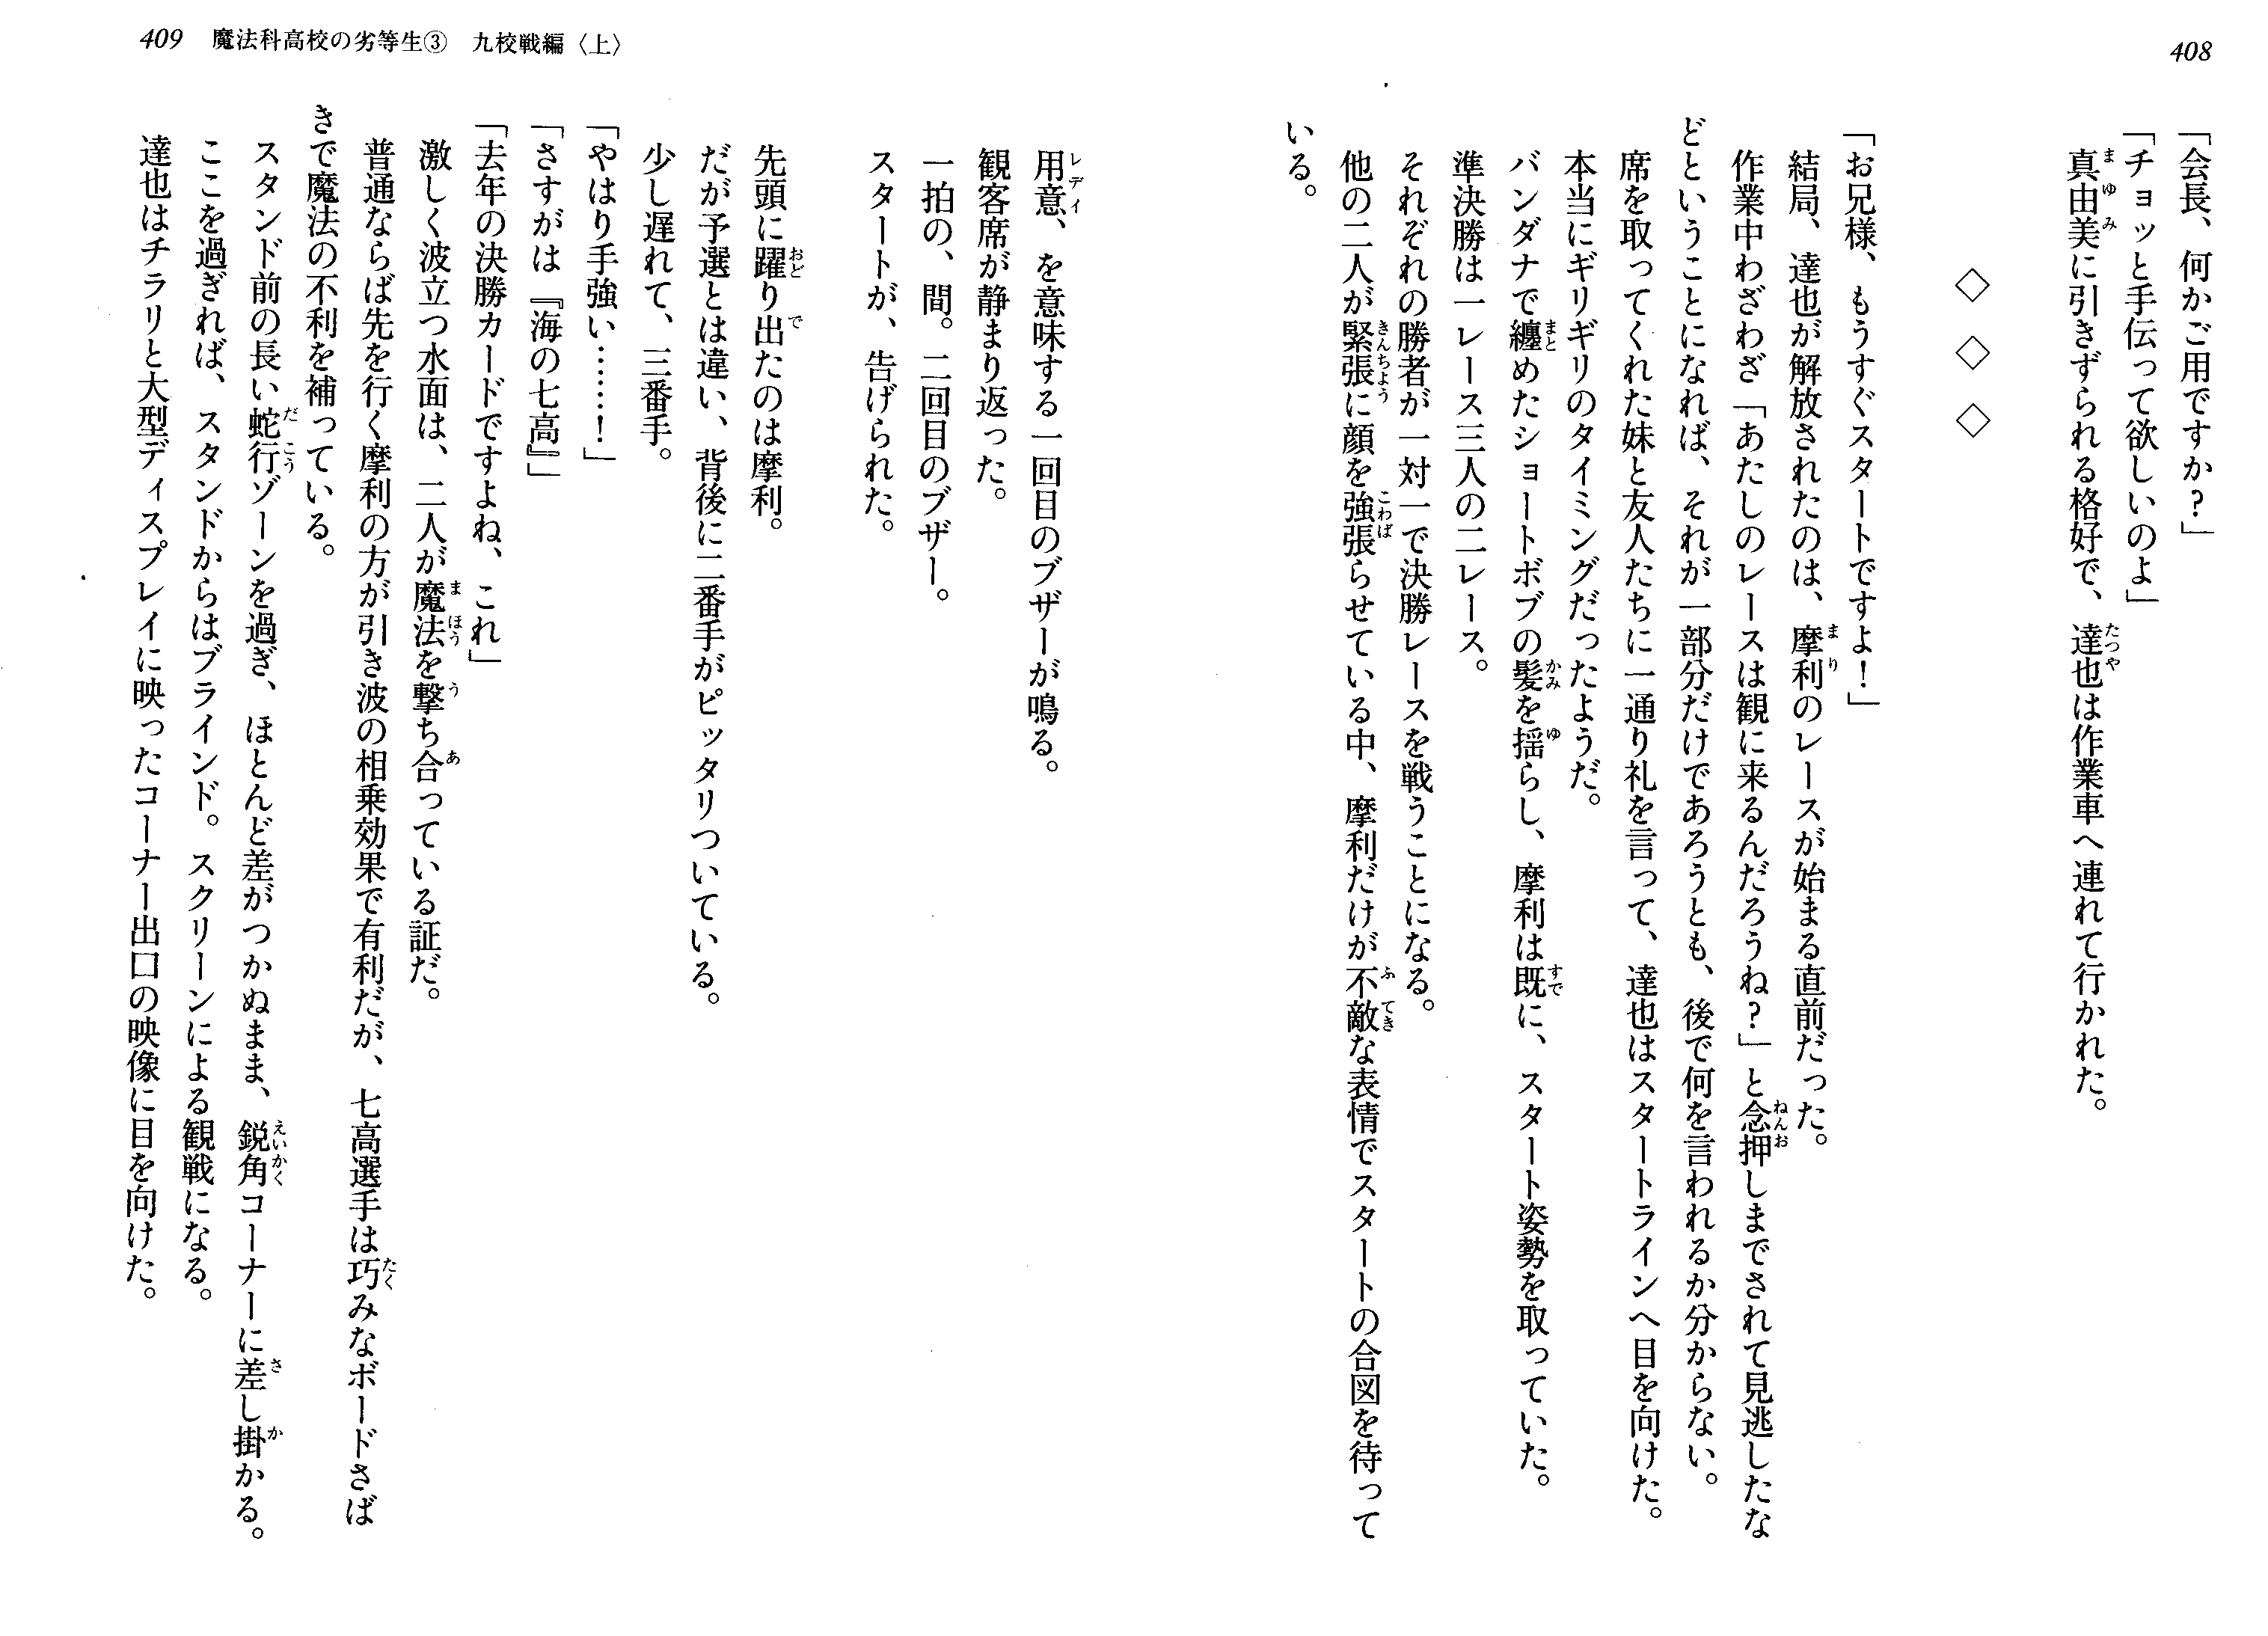 408
「会長、何かご用ですか?」
「チョッと手伝って欲しいのよ」
真由美に引きずられる格好で、達也は作業車へ連れて行かれた。
◇ ◇ ◇
「お兄様、もうすぐスタートですよ!」
結局、達也が解放されたのは、摩利のレースが始まる直前だった。
作業中わざわざ「あたしのレースは観に来るんだろうね?」と念押しまでされて見逃したな
どということになれば、それが一部分だけであろうとも、後で何を言われるか分からない。
席を取ってくれた妹と友人たちに一通り礼を言って、達也はスタートラインへ目を向けた。
本当にギリギリのタイミングだったようだ。
バンダナで纏めたショートボブの髪を揺らし、摩利は既に、スタート姿勢を取っていた。
準決勝は一レース三人の二レース。
それぞれの勝者が一対一で決勝レースを戦うことになる。
他の二人が緊張に顔を強張らせている中、摩利だけが不敵な表情でスタートの合図を待って
いる。
409 魔法科高校の劣等生③ 九校戦編〈上〉
用意、を意味する一回目のブザーが鳴る。
観客席が静まり返った。
一拍の、間。二回目のブザー。
スタートが、告げられた。
先頭に躍り出たのは摩利。
だが予選とは違い、背後に二番手がピッタリついている。
少し遅れて、三番手。
「やはり手強い……!」
「さすがは『海の七高』」
「去年の決勝カードですよね、これ」
激しく波立つ水面は、二人が魔法を撃ち合っている証だ。
普通ならば先を行く摩利の方が引き波の相乗効果で有利だが、七高選手は巧みなボードさば
きで魔法の不利を補っている。
スタンド前の長い蛇行ゾーンを過ぎ、ほとんど差がつかぬまま、鋭角コーナーに差し掛かる。
ここを過ぎれば、スタンドからはブラインド。スクリーンによる観戦になる。
達也はチラリと大型ディスプレイに映ったコーナー出口の映像に目を向けた。